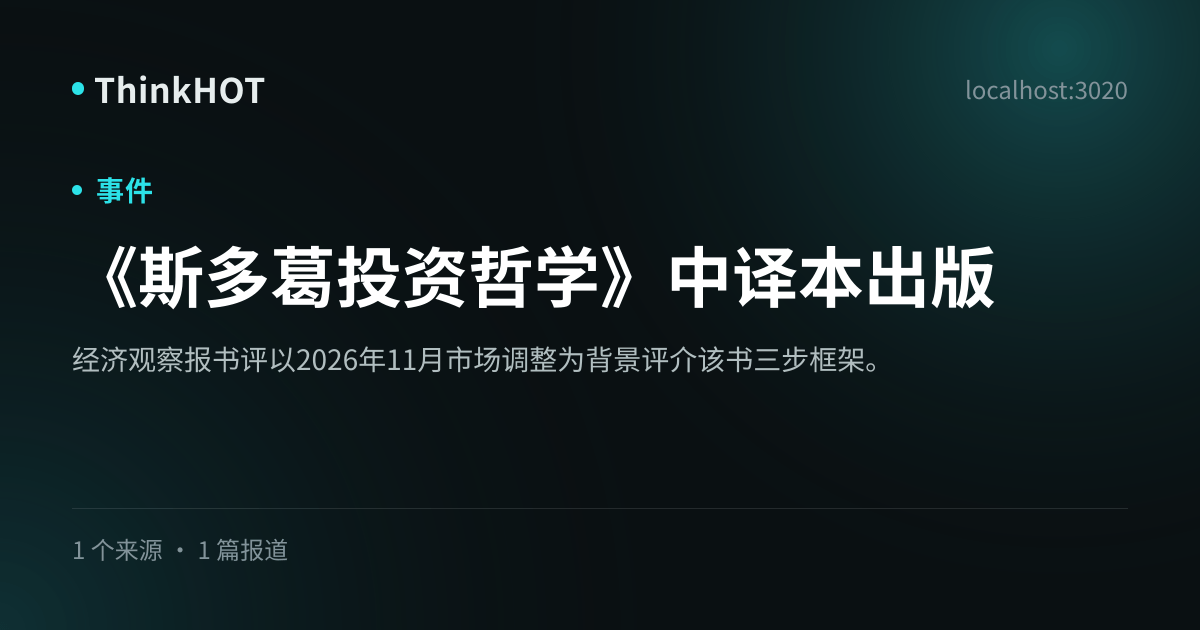 ThinkHOT
localhost:3020
事件
《斯多葛投资哲学》中译本出版
经济观察报书评以2026年11月市场调整为背景评介该书三步框架。
1 个来源 · 1 篇报道